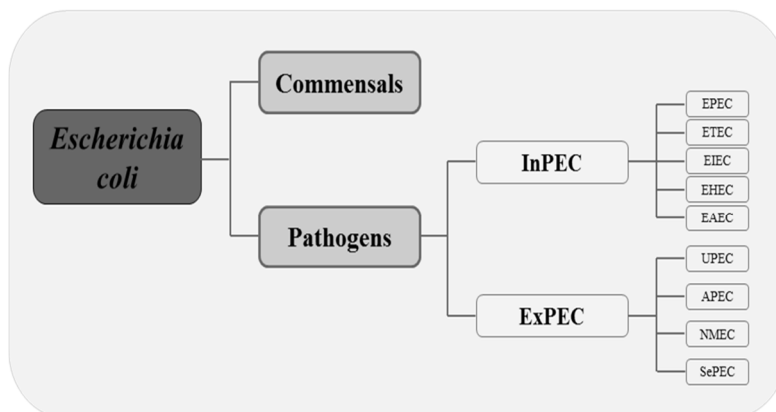 Escherichia
coli
Commensals
Pathogens
InPEC
ExPEC
EPEC
ETEC
EIEC
EHEC
EAEC
UPEC
APEC
NMEC
SePEC